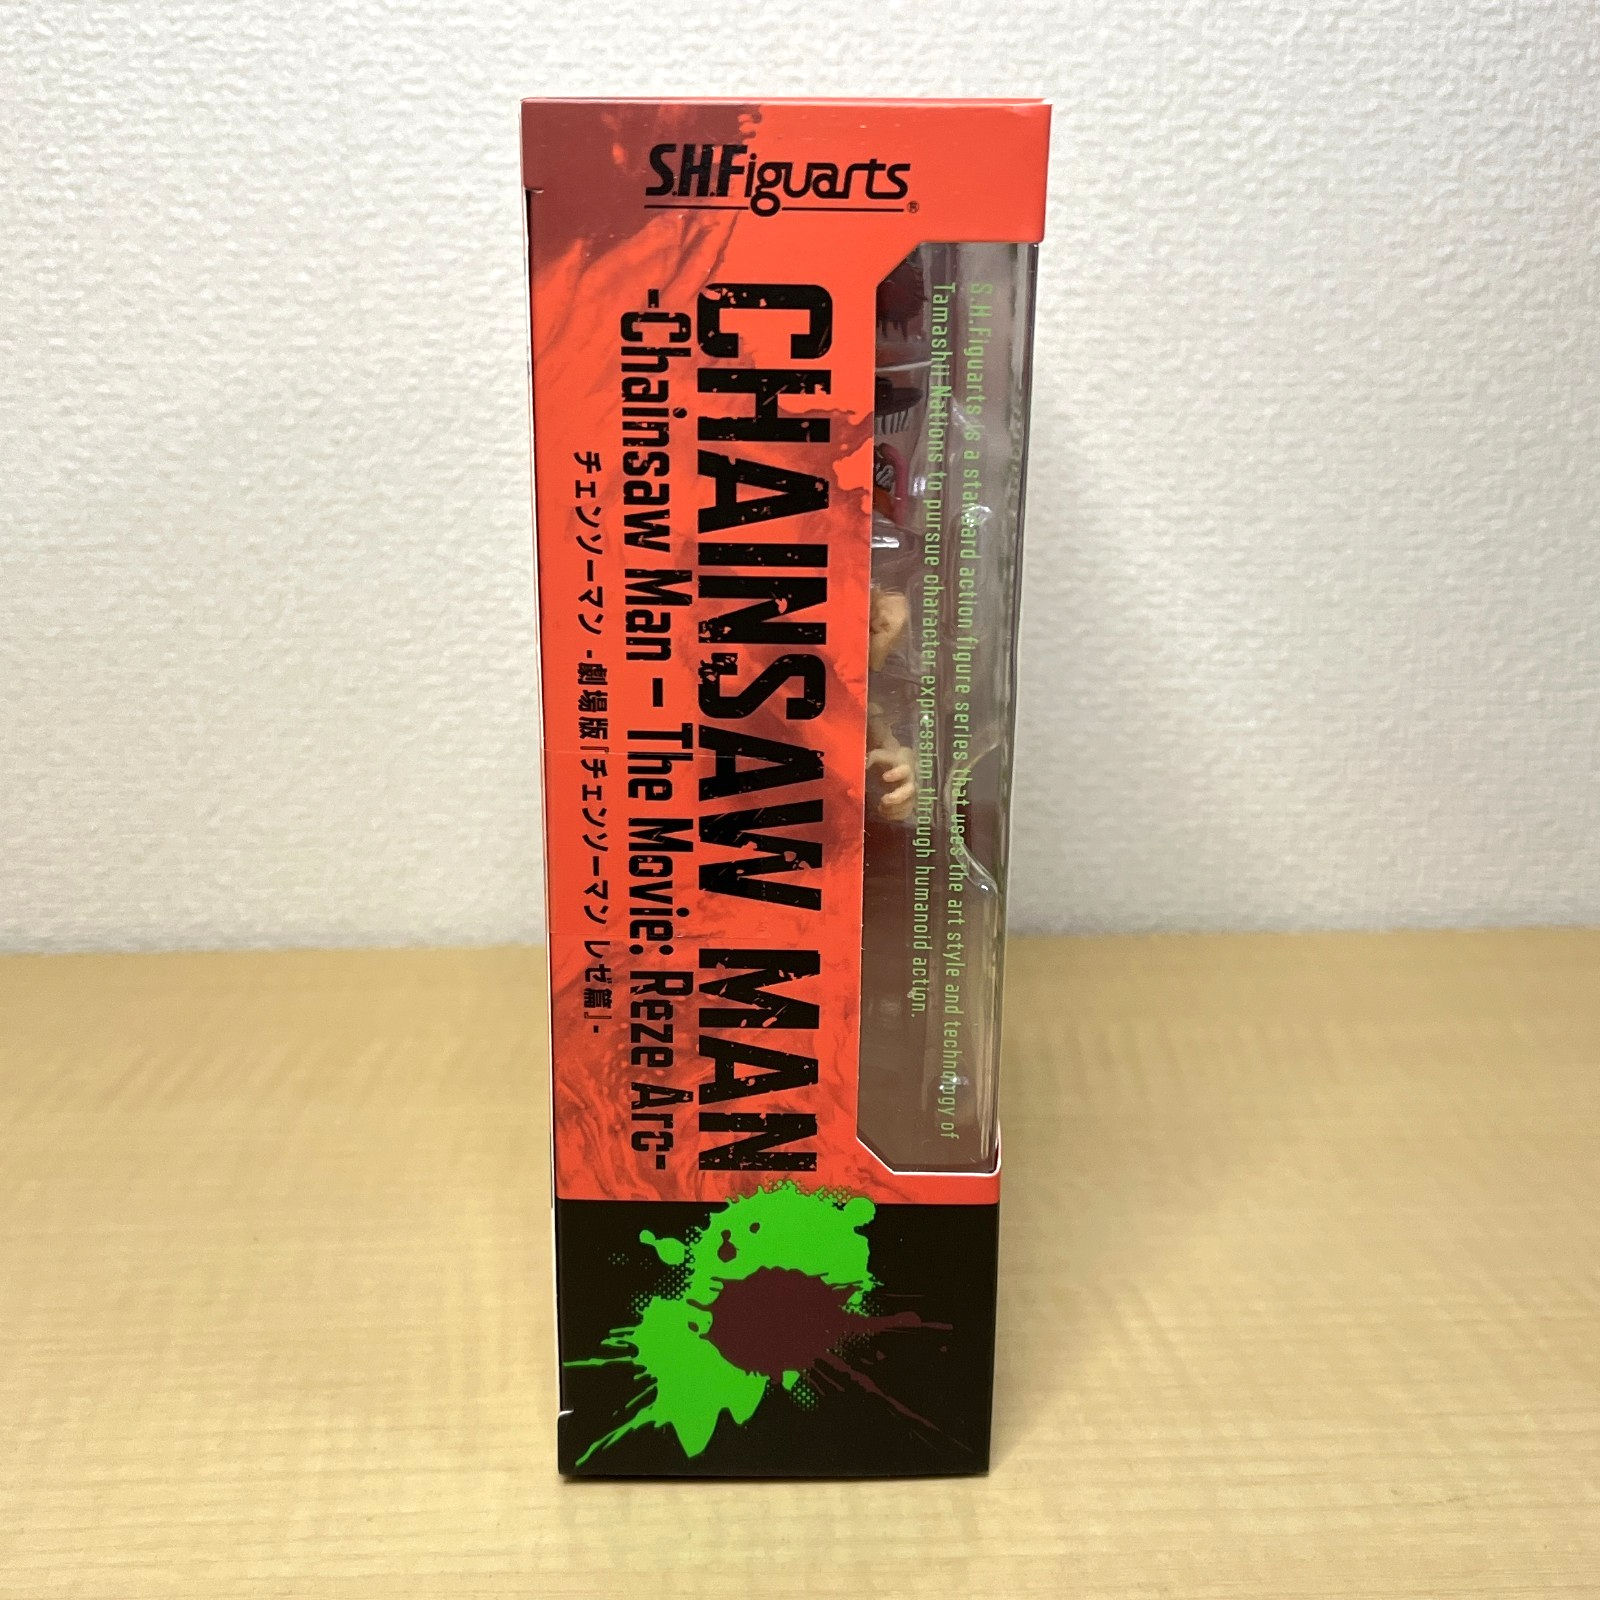 S.H.Figuarts®
CHAINSAW MAN
-Chainsaw Man - The Movie: Reze Arc-
チェンソーマン -劇場版『チェンソーマン レゼ篇』-
S.H.Figuarts is a standard action figure series that uses the art style and technology of
Tamashii Nations to pursue character expression through humanoid action.